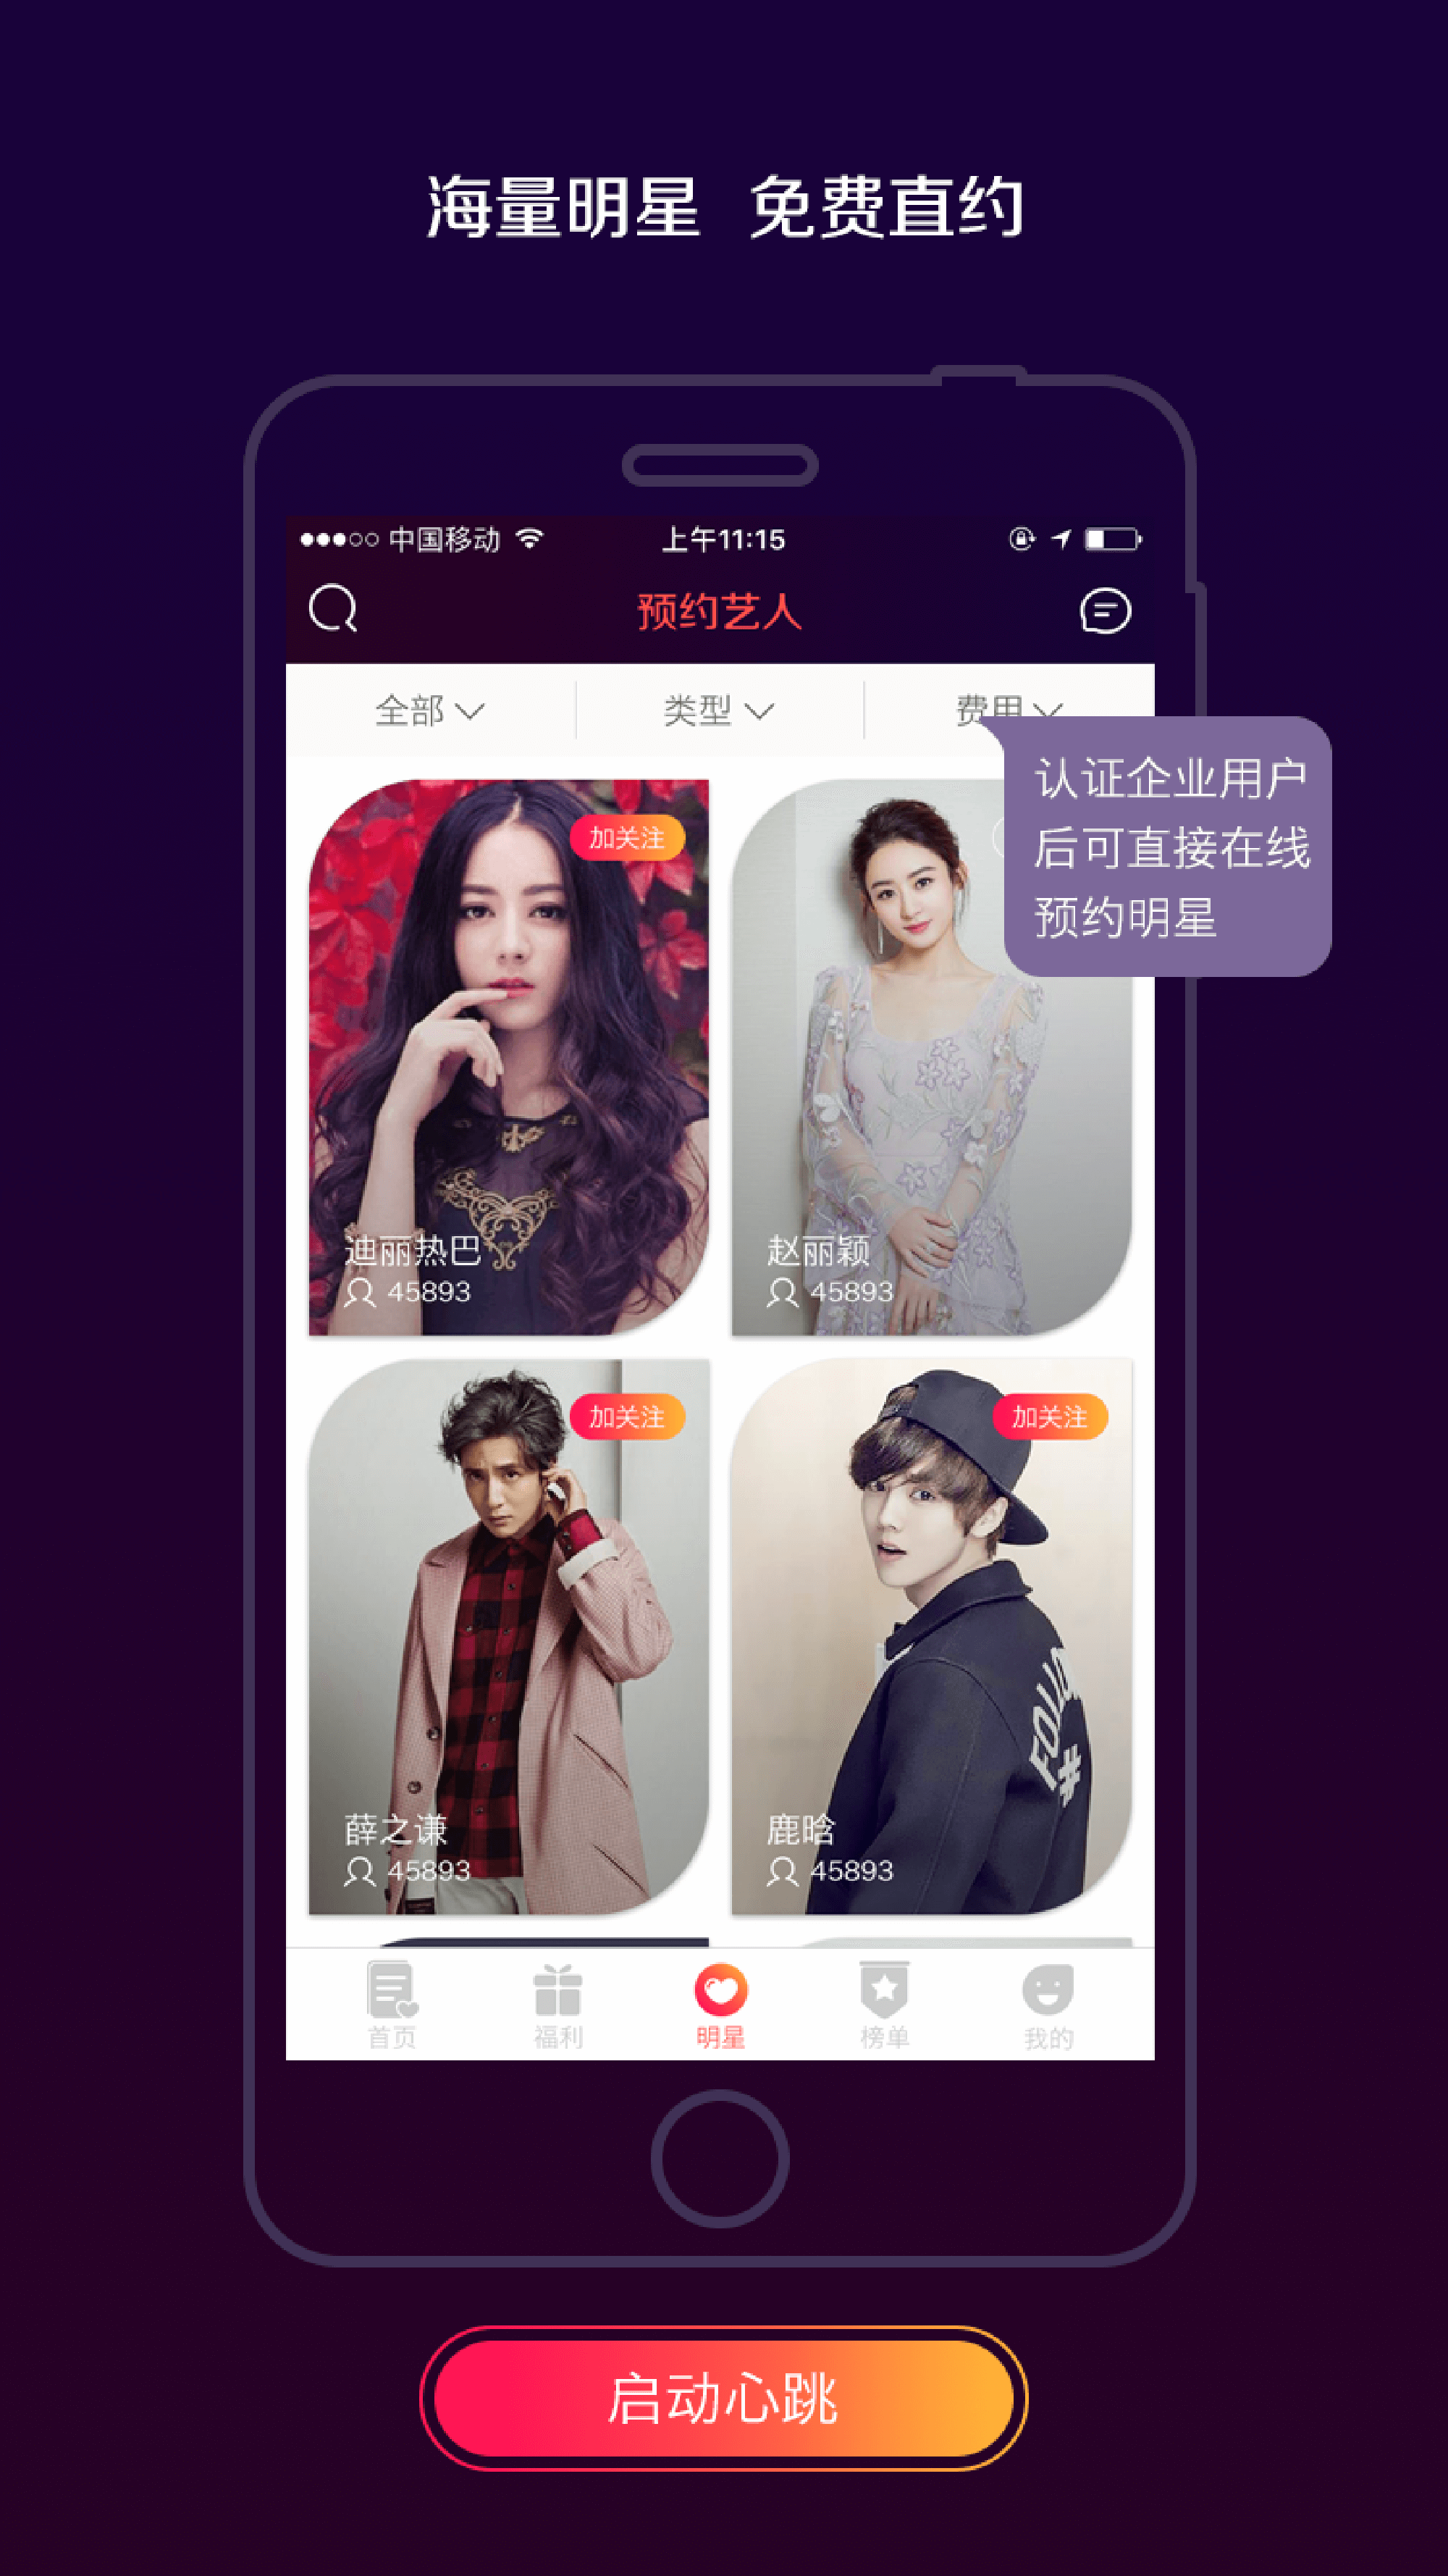 海量明星 免费直约
中国移动 上午11:15
预约艺人
全部 类型 费用
认证企业用户
后可直接在线
预约明星
加关注
迪丽热巴
45893
赵丽颖
45893
加关注
薛之谦
45893
加关注
FOLLO
#
鹿晗
45893
首页 福利 明星 榜单 我的
启动心跳